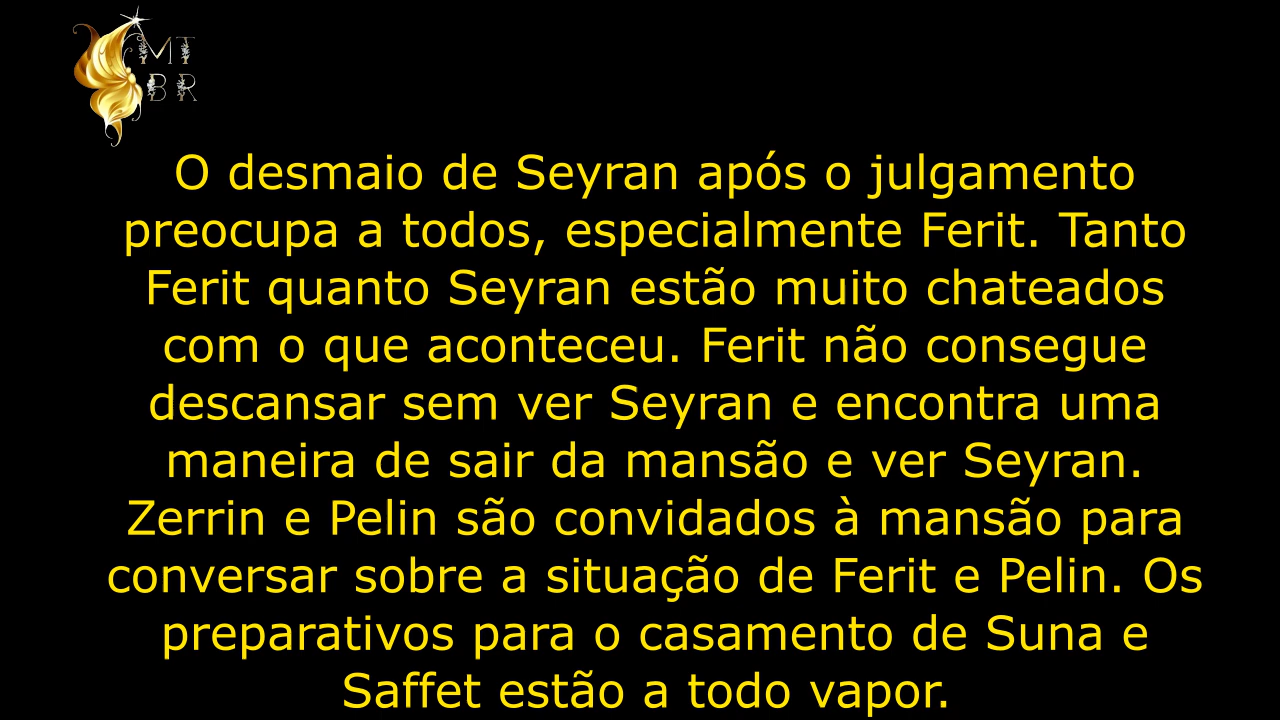 MT
BR
O desmaio de Seyran após o julgamento
preocupa a todos, especialmente Ferit. Tanto
Ferit quanto Seyran estão muito chateados
com o que aconteceu. Ferit não consegue
descansar sem ver Seyran e encontra uma
maneira de sair da mansão e ver Seyran.
Zerrin e Pelin são convidados à mansão para
conversar sobre a situação de Ferit e Pelin. Os
preparativos para o casamento de Suna e
Saffet estão a todo vapor.